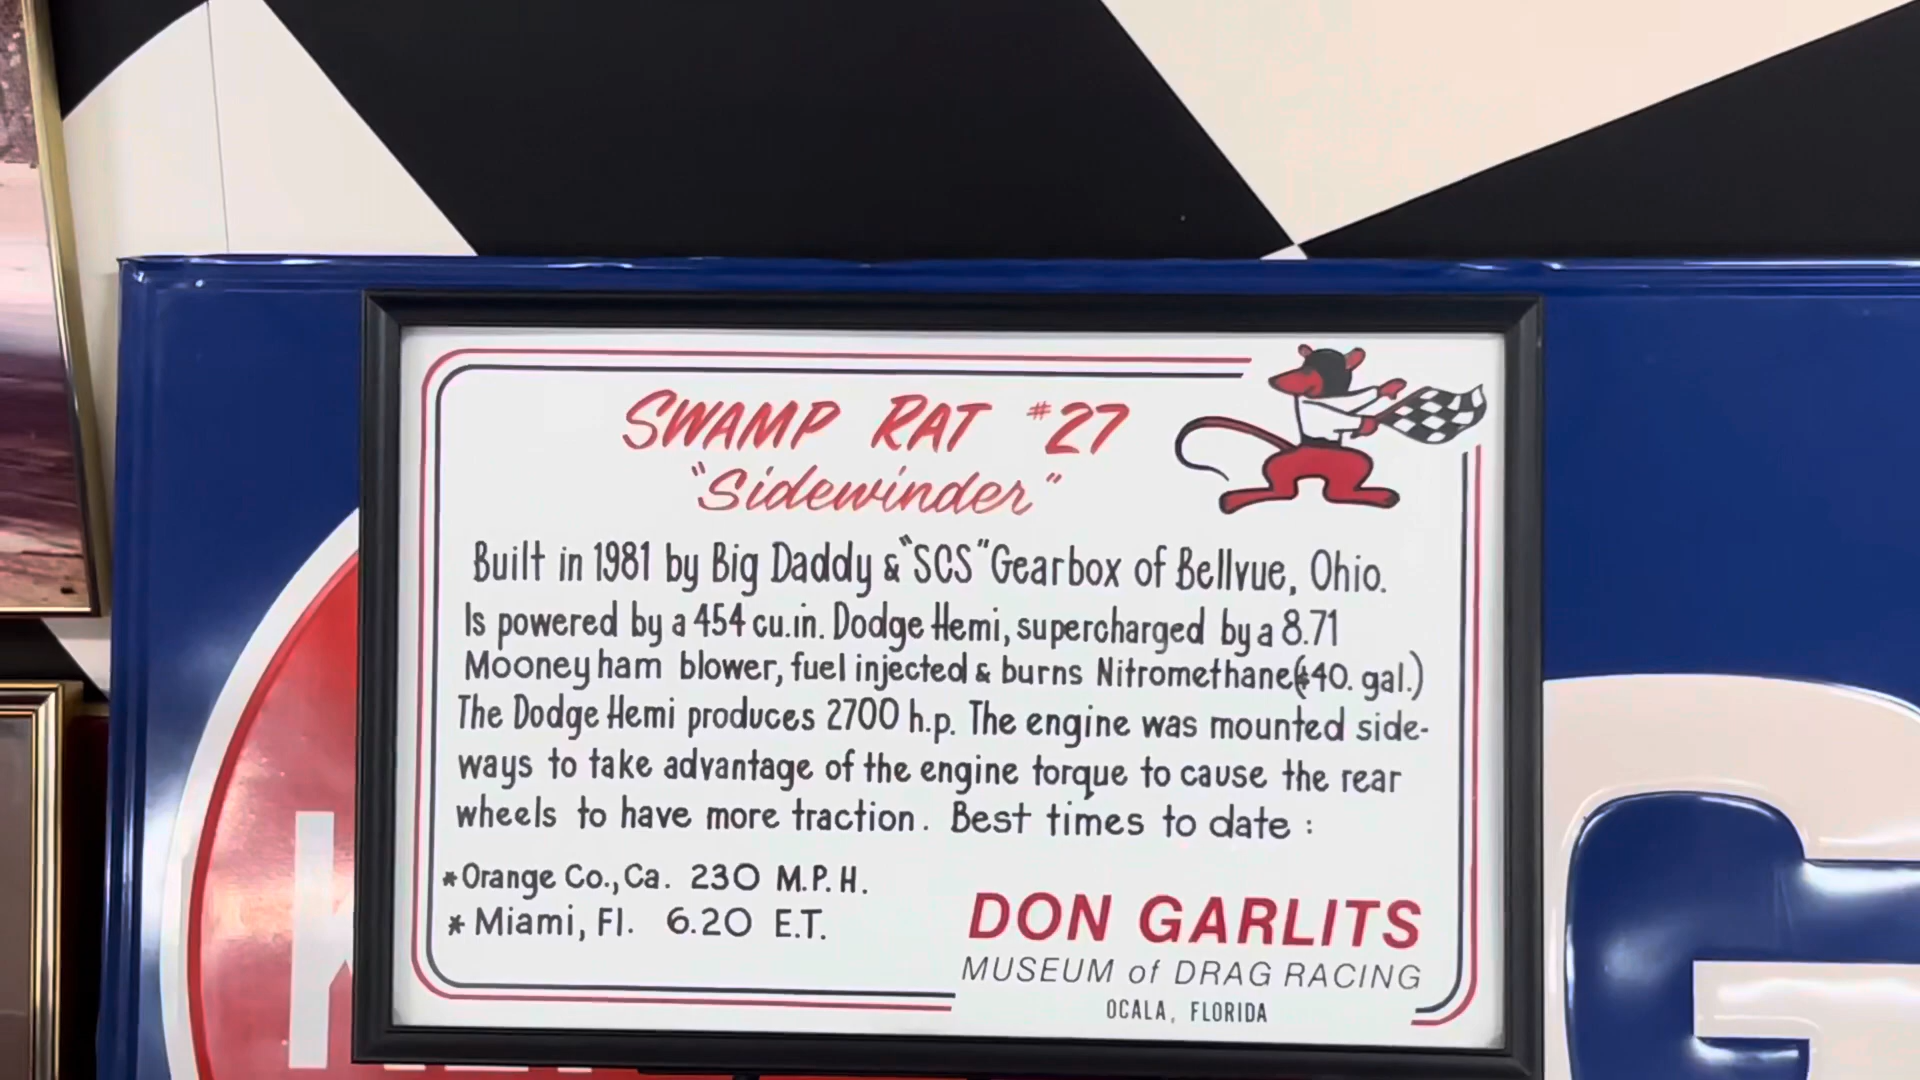 SWAMP RAT #27
"Sidewinder"
Built in 1981 by Big Daddy & "SCS" Gearbox of Bellvue, Ohio.
Is powered by a 454 cu.in. Dodge Hemi, supercharged by a 8.71
Mooneyham blower, fuel injected & burns Nitromethane ($40. gal.)
The Dodge Hemi produces 2700 h.p. The engine was mounted side-
ways to take advantage of the engine torque to cause the rear
wheels to have more traction. Best times to date :
* Orange Co., Ca. 230 M.P.H.
* Miami, Fl. 6.20 E.T.
DON GARLITS
MUSEUM of DRAG RACING
OCALA, FLORIDA